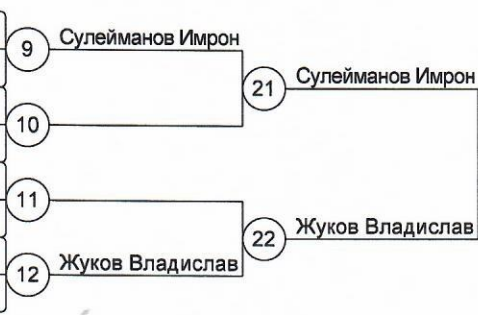 9 Сулейманов Имрон
21 Сулейманов Имрон
10
11
22 Жуков Владислав
12 Жуков Владислав